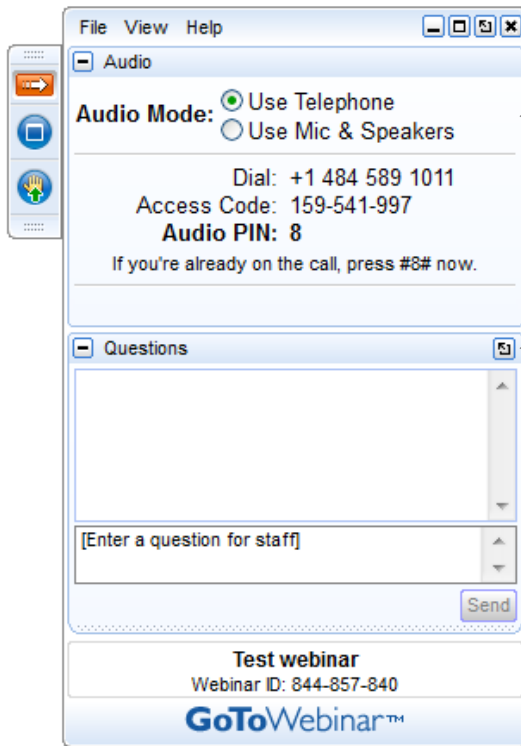 File View Help
Audio
Audio Mode: Use Telephone
Use Mic & Speakers
Dial: +1 484 589 1011
Access Code: 159-541-997
Audio PIN: 8
If you're already on the call, press #8# now.
Questions
[Enter a question for staff]
Send
Test webinar
Webinar ID: 844-857-840
GoToWebinar™